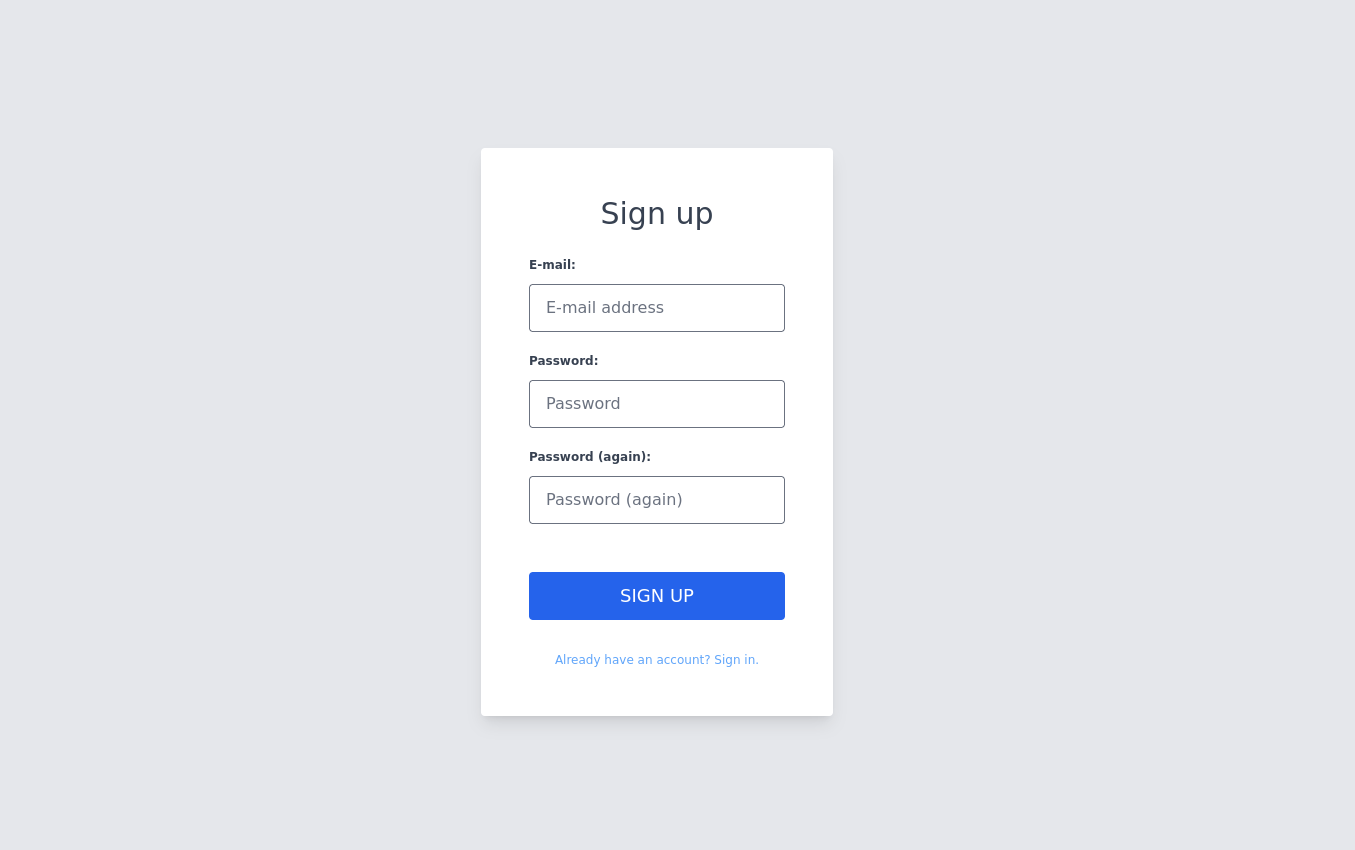 Sign up
E-mail:
E-mail address
Password:
Password
Password (again):
Password (again)
SIGN UP
Already have an account? Sign in.